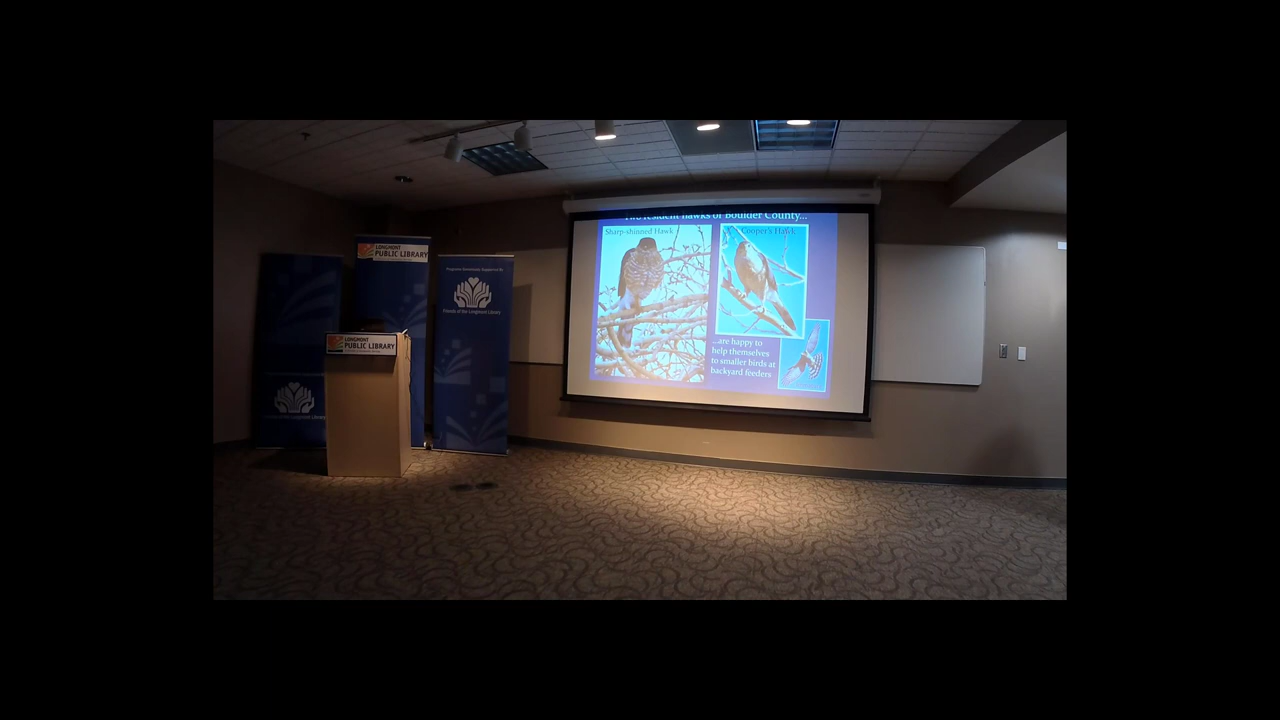 Two resident hawks of Boulder County...
Sharp-shinned Hawk
Cooper's Hawk
...are happy to
help themselves
to smaller birds at
backyard feeders
LONGMONT
PUBLIC LIBRARY
Friends of the Longmont Library
LONGMONT
PUBLIC LIBRARY